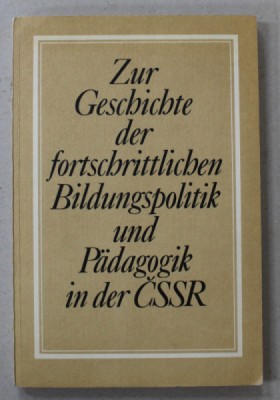 Zur
Geschichte
der
fortschrittlichen
Bildungspolitik
und
Pädagogik
in der ČSSR